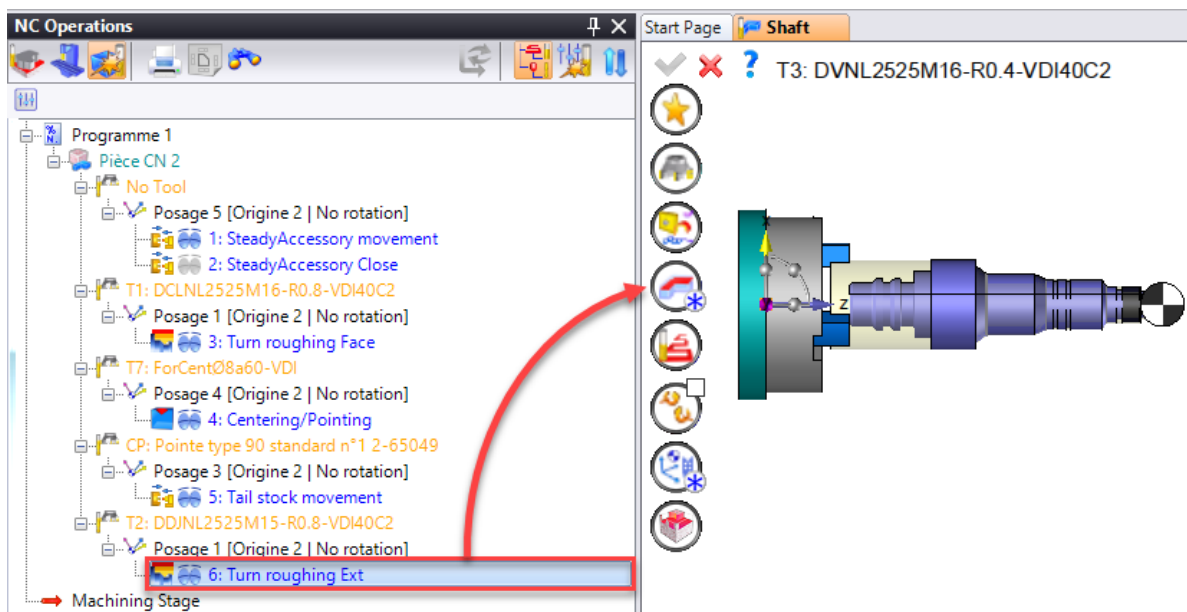 NC Operations
Start Page
Shaft
T3: DVNL2525M16-R0.4-VDI40C2
Programme 1
Pièce CN 2
No Tool
Posage 5 [Origine 2 | No rotation]
1: SteadyAccessory movement
2: SteadyAccessory Close
T1: DCLNL2525M16-R0.8-VDI40C2
Posage 1 [Origine 2 | No rotation]
3: Turn roughing Face
T7: ForCentØ8a60-VDI
Posage 4 [Origine 2 | No rotation]
4: Centering/Pointing
CP: Pointe type 90 standard n°1 2-65049
Posage 3 [Origine 2 | No rotation]
5: Tail stock movement
T2: DDJNL2525M15-R0.8-VDI40C2
Posage 1 [Origine 2 | No rotation]
6: Turn roughing Ext
Machining Stage
X
Y
Z